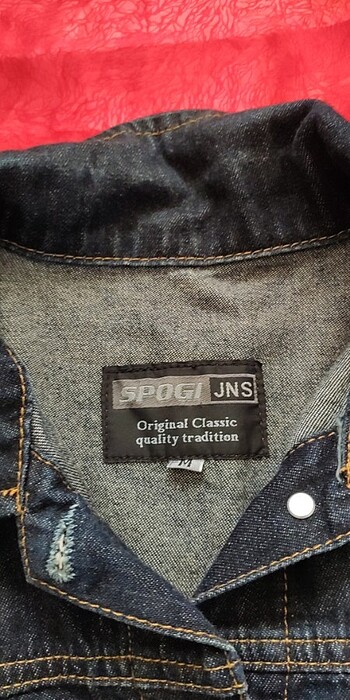 SPOGI JNS
Original Classic
quality tradition
M